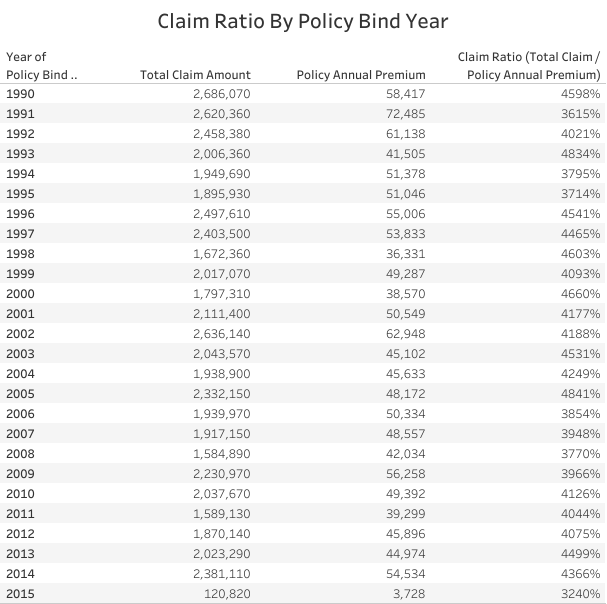 Claim Ratio By Policy Bind Year
Year of
Policy Bind .. Total Claim Amount Policy Annual Premium Claim Ratio (Total Claim / Policy Annual Premium)
1990 2,686,070 58,417 4598%
1991 2,620,360 72,485 3615%
1992 2,458,380 61,138 4021%
1993 2,006,360 41,505 4834%
1994 1,949,690 51,378 3795%
1995 1,895,930 51,046 3714%
1996 2,497,610 55,006 4541%
1997 2,403,500 53,833 4465%
1998 1,672,360 36,331 4603%
1999 2,017,070 49,287 4093%
2000 1,797,310 38,570 4660%
2001 2,111,400 50,549 4177%
2002 2,636,140 62,948 4188%
2003 2,043,570 45,102 4531%
2004 1,938,900 45,633 4249%
2005 2,332,150 48,172 4841%
2006 1,939,970 50,334 3854%
2007 1,917,150 48,557 3948%
2008 1,584,890 42,034 3770%
2009 2,230,970 56,258 3966%
2010 2,037,670 49,392 4126%
2011 1,589,130 39,299 4044%
2012 1,870,140 45,896 4075%
2013 2,023,290 44,974 4499%
2014 2,381,110 54,534 4366%
2015 120,820 3,728 3240%